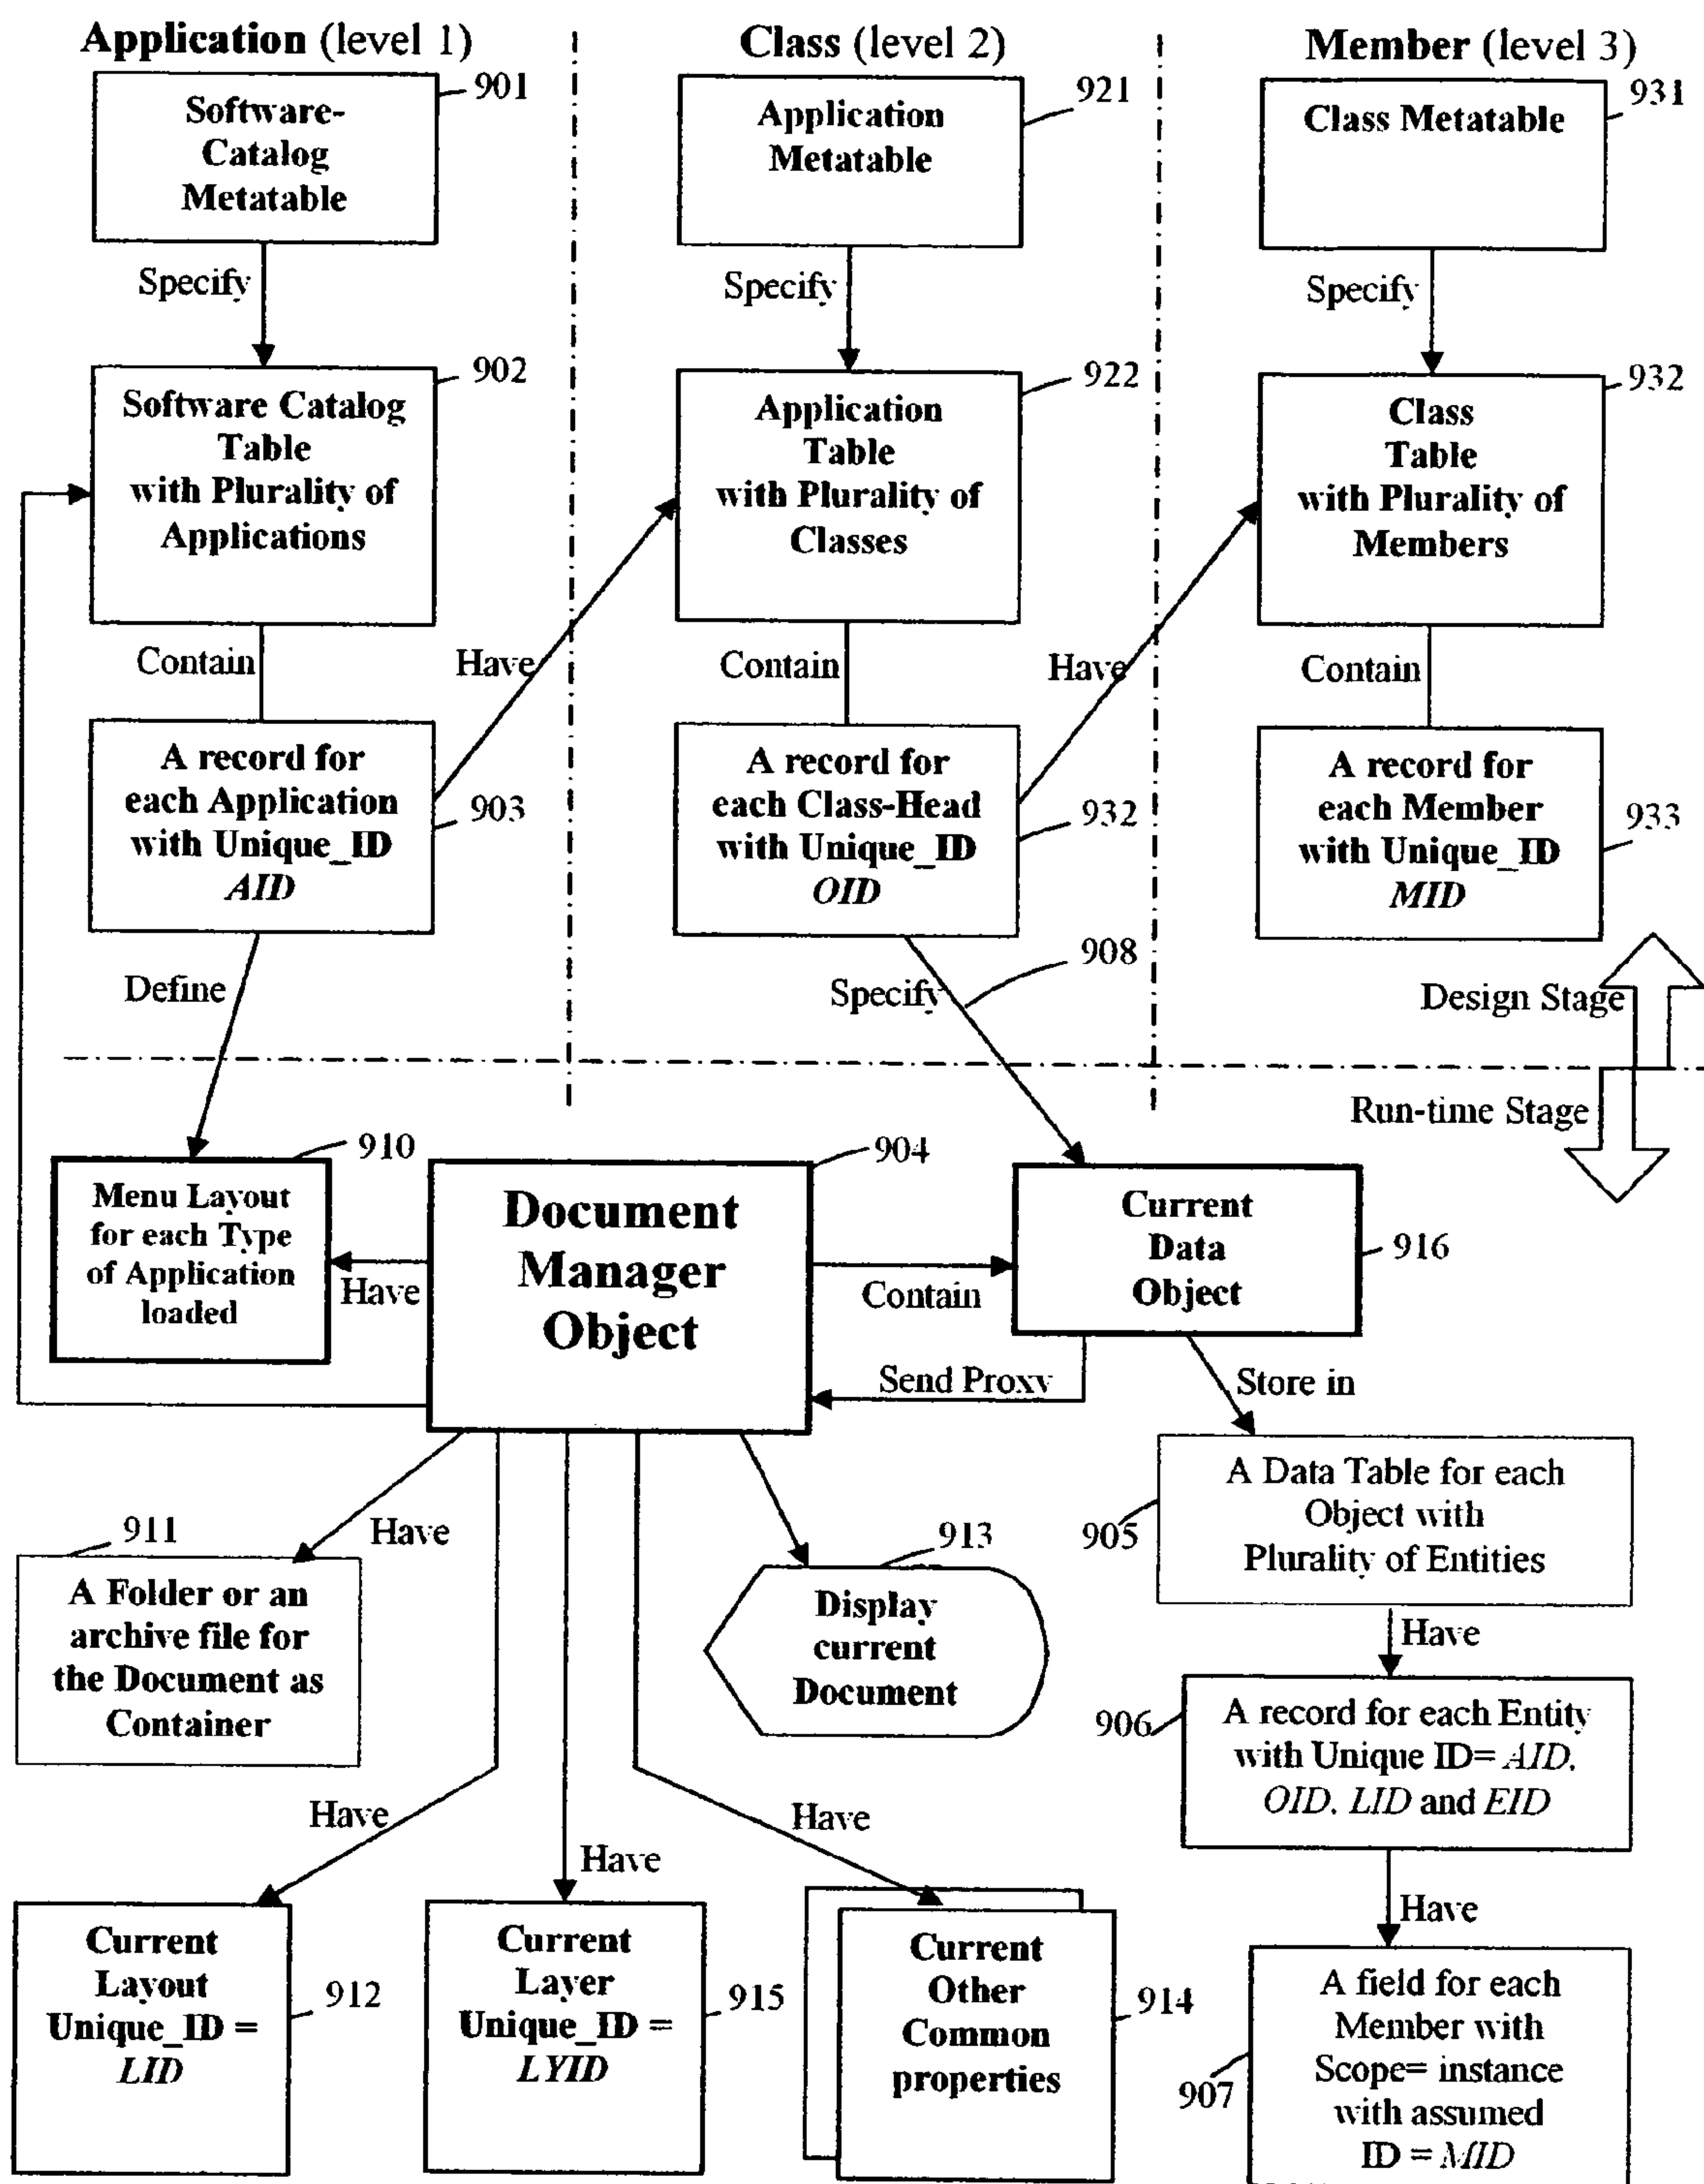 Application (level 1)
Class (level 2)
Member (level 3)
901
Software-
Catalog
Metatable
921
Application
Metatable
931
Class Metatable
Specify
Specify
Specify
902
Software Catalog
Table
with Plurality of
Applications
922
Application
Table
with Plurality of
Classes
932
Class
Table
with Plurality of
Members
Contain
Have
Contain
Have
Contain
A record for
each Application
with Unique_ID
AID
903
A record for
each Class-Head
with Unique_ID
OID
932
A record for
each Member
with Unique_ID
MID
933
Define
Specify
908
Design Stage
Run-time Stage
910
Menu Layout
for each Type
of Application
loaded
Have
904
Document
Manager
Object
Contain
Current
Data
Object
916
Send Proxy
Store in
911
Have
A Folder or an
archive file for
the Document as
Container
913
Display
current
Document
905
A Data Table for each
Object with
Plurality of Entities
Have
906
A record for each Entity
with Unique ID= AID,
OID, LID and EID
Have
Have
Have
Have
Current
Layout
Unique_ID =
LID
912
Current
Layer
Unique_ID =
LYID
915
Current
Other
Common
properties
914
907
A field for each
Member with
Scope= instance
with assumed
ID = MID